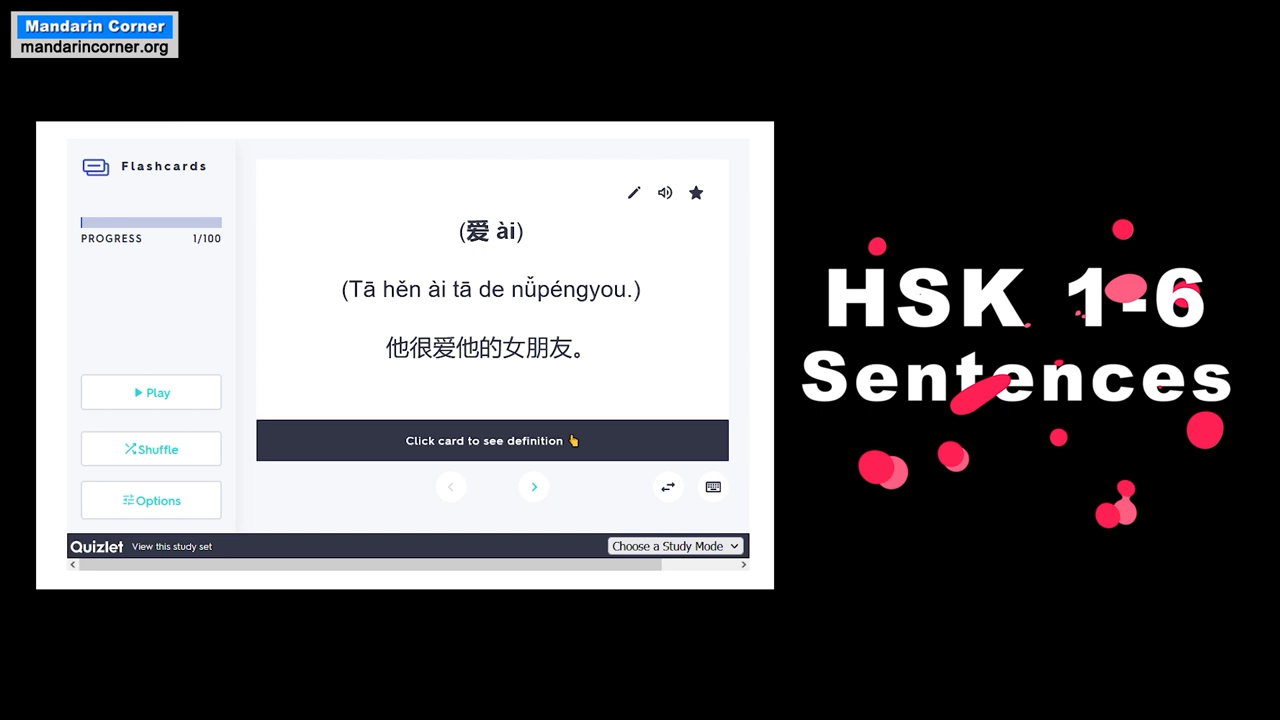 Mandarin Corner
mandarincorner.org
Flashcards
PROGRESS 1/100
Play
Shuffle
Options
(爱 ài)
(Tā hěn ài tā de nǚpéngyou.)
他很爱他的女朋友。
Click card to see definition 👆
Quizlet View this study set
Choose a Study Mode
HSK 1-6
Sentences